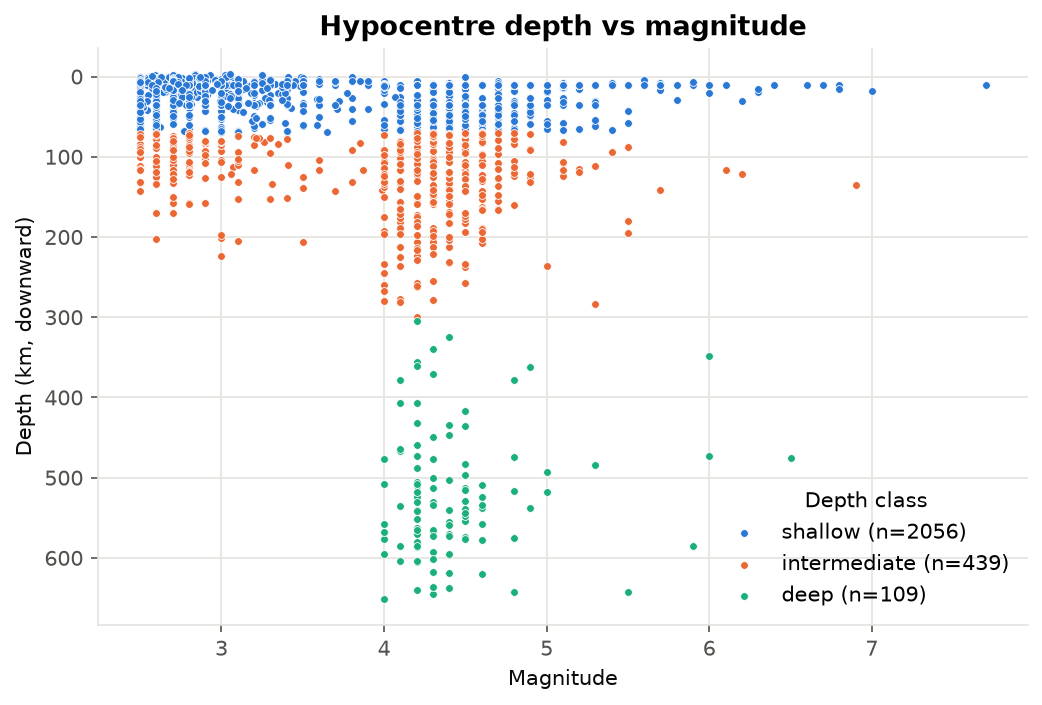 Hypocentre depth vs magnitude
Depth (km, downward)
0
100
200
300
400
500
600
Depth class
shallow (n=2056)
intermediate (n=439)
deep (n=109)
3
4
5
6
7
Magnitude